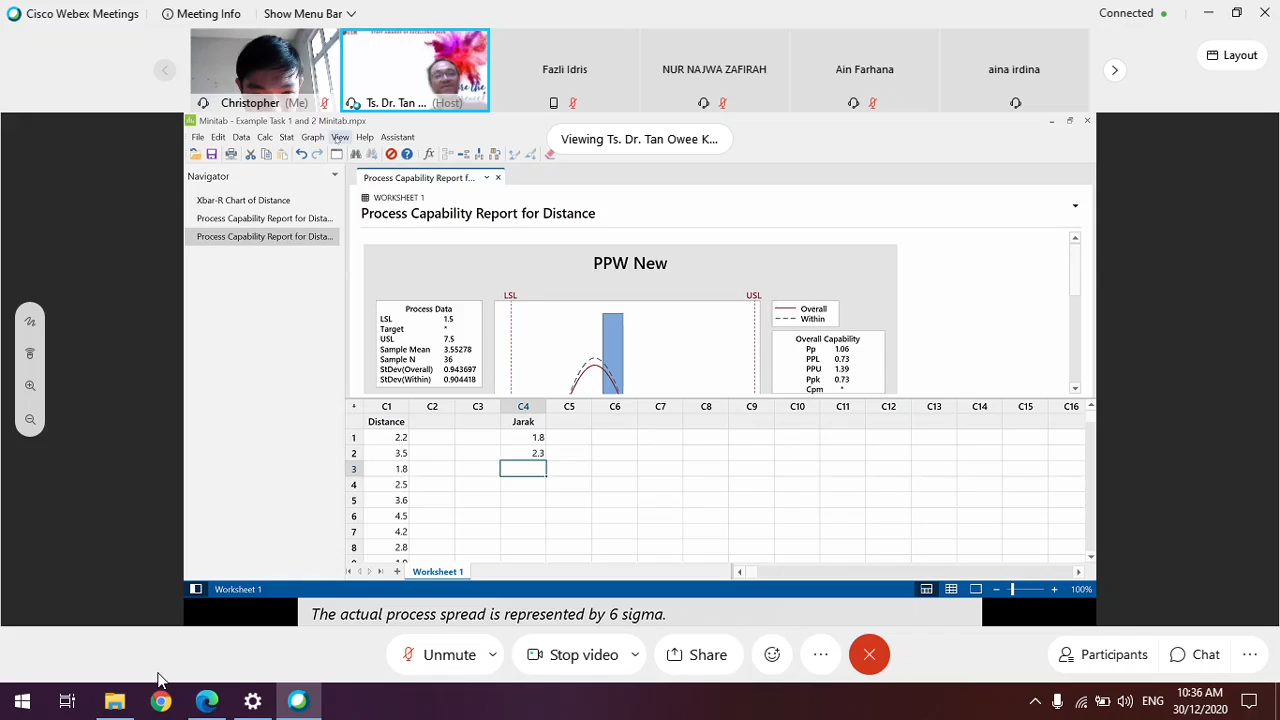 Cisco Webex Meetings
Meeting Info
Show Menu Bar
Connected
Christopher (Me)
Ts. Dr. Tan ... (Host)
Fazli Idris
NUR NAJWA ZAFIRAH
Ain Farhana
aina irdina
Layout
Minitab - Example Task 1 and 2 Minitab.mpx
File Edit Data Calc Stat Graph View Help Assistant
Viewing Ts. Dr. Tan Owee K...
Navigator
Xbar-R Chart of Distance
Process Capability Report for Dista...
Process Capability Report for Dista...
Process Capability Report f...
WORKSHEET 1
Process Capability Report for Distance
PPW New
LSL
USL
Process Data
LSL 1.5
Target *
USL 7.5
Sample Mean 3.55278
Sample N 36
StDev(Overall) 0.943697
StDev(Within) 0.904418
Overall
Within
Overall Capability
Pp 1.06
PPL 0.73
PPU 1.39
Ppk 0.73
Cpm *
C1 C2 C3 C4 C5 C6 C7 C8 C9 C10 C11 C12 C13 C14 C15 C16
Distance Jarak
1 2.2 1.8
2 3.5 2.3
3 1.8
4 2.5
5 3.6
6 4.5
7 4.2
8 2.8
Worksheet 1
Worksheet 1
100%
The actual process spread is represented by 6 sigma.
Unmute
Stop video
Share
Participants
Chat
ENG
10:36 AM
30/12/2020